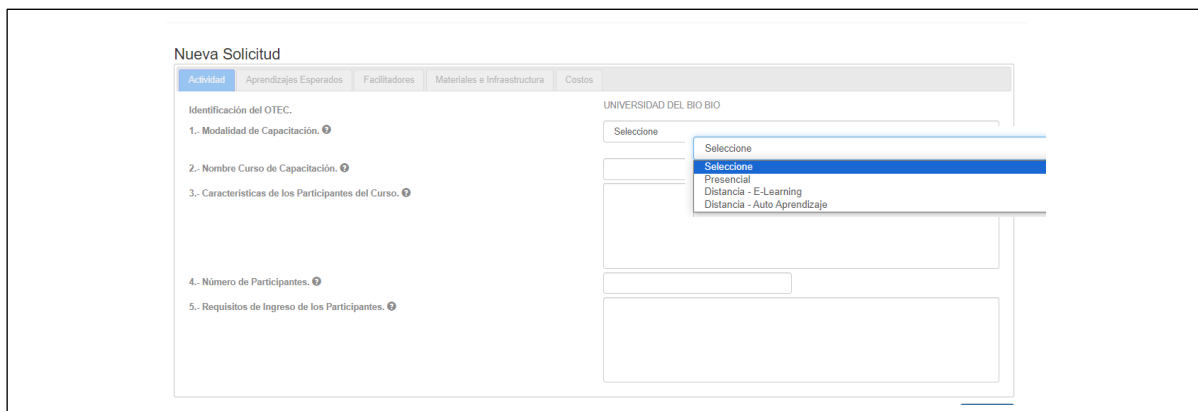 Nueva Solicitud
Actividad Aprendizajes Esperados Facilitadores Materiales e Infraestructura Costos
Identificación del OTEC. UNIVERSIDAD DEL BIO BIO
1.- Modalidad de Capacitación. Seleccione
Seleccione
Seleccione
Presencial
Distancia - E-Learning
Distancia - Auto Aprendizaje
2.- Nombre Curso de Capacitación.
3.- Características de los Participantes del Curso.
4.- Número de Participantes.
5.- Requisitos de Ingreso de los Participantes.